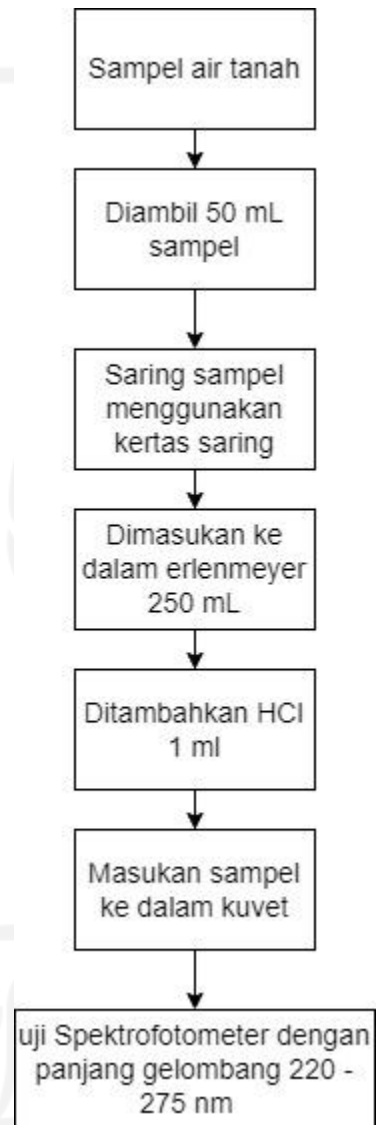 Sampel air tanah
Diambil 50 mL
sampel
Saring sampel
menggunakan
kertas saring
Dimasukan ke
dalam erlenmeyer
250 mL
Ditambahkan HCl
1 ml
Masukan sampel
ke dalam kuvet
uji Spektrofotometer dengan
panjang gelombang 220 -
275 nm